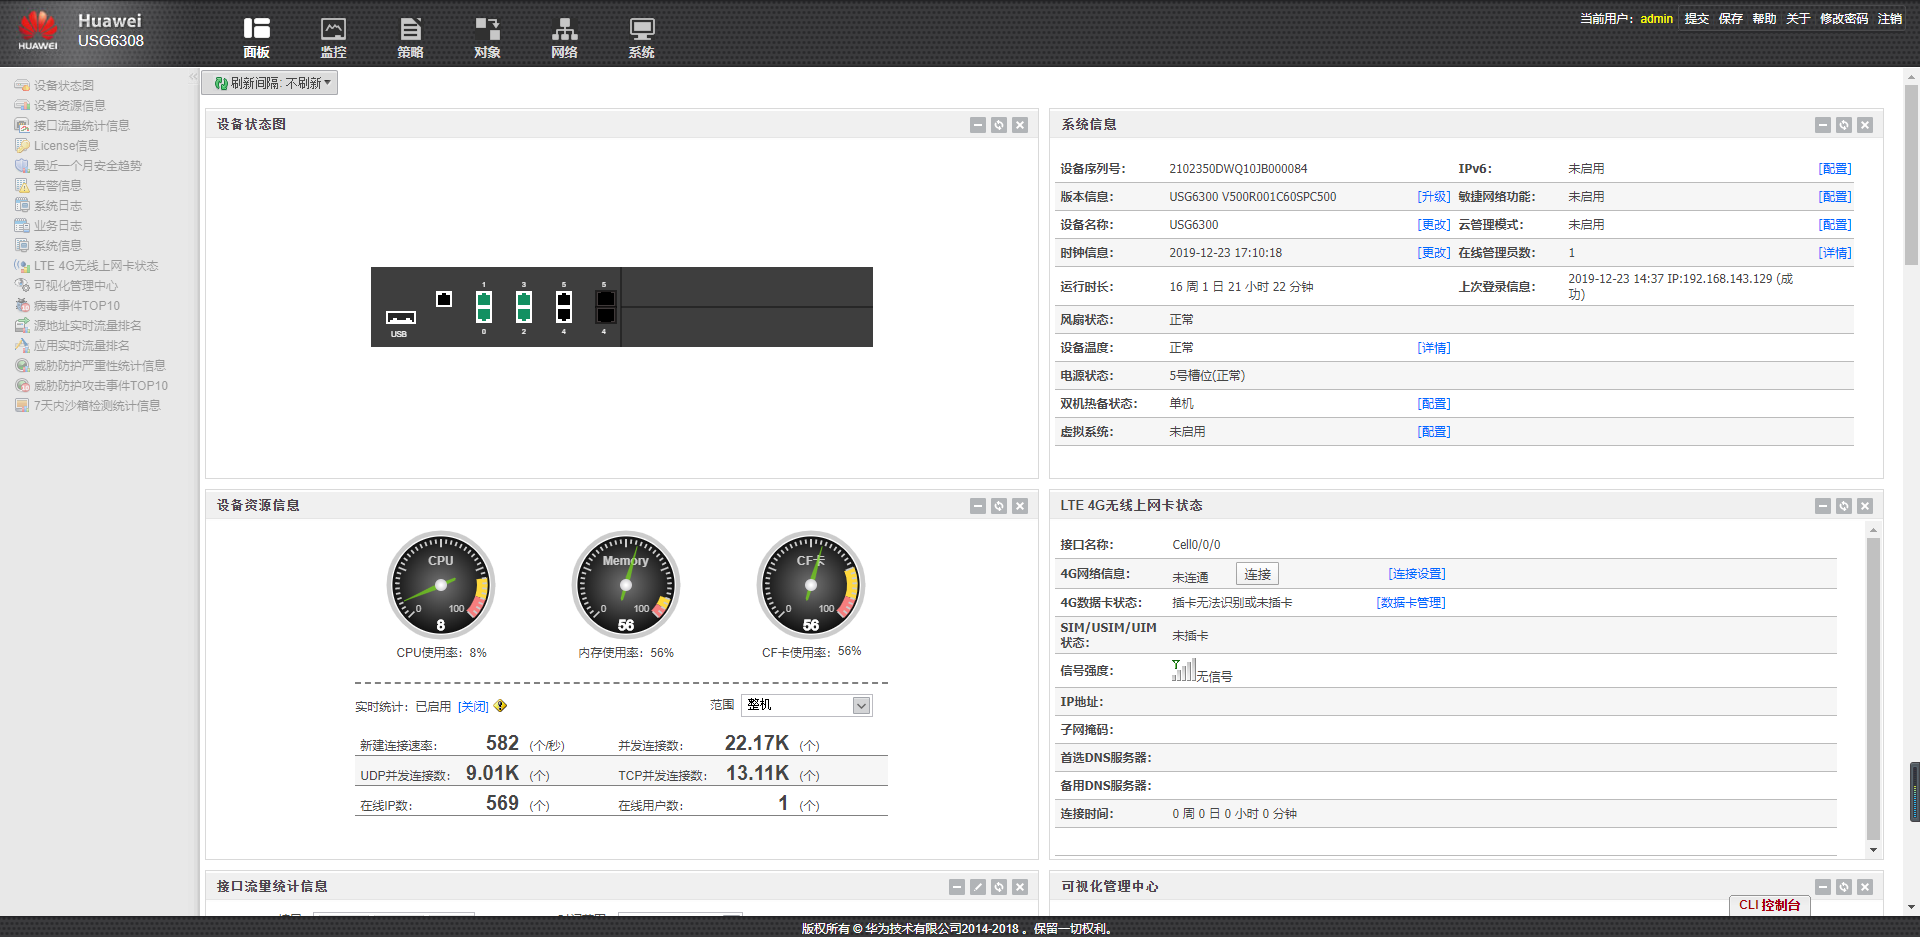 HUAWEI
Huawei
USG6308
面板
监控
策略
对象
网络
系统
当前用户: admin 提交 保存 帮助 关于 修改密码 注销
设备状态图
设备资源信息
接口流量统计信息
License信息
最近一个月安全趋势
告警信息
系统日志
业务日志
系统信息
LTE 4G无线上网卡状态
可视化管理中心
病毒事件TOP10
源地址实时流量排名
应用实时流量排名
威胁防护严重性统计信息
威胁防护攻击事件TOP10
7天内沙箱检测统计信息
刷新间隔: 不刷新
设备状态图
1 3 5 5
USB
0 2 4 4
系统信息
设备序列号: 2102350DWQ10JB000084 IPv6: 未启用 [配置]
版本信息: USG6300 V500R001C60SPC500 [升级] 敏捷网络功能: 未启用 [配置]
设备名称: USG6300 [更改] 云管理模式: 未启用 [配置]
时钟信息: 2019-12-23 17:10:18 [更改] 在线管理员数: 1 [详情]
运行时长: 16 周 1 日 21 小时 22 分钟 上次登录信息: 2019-12-23 14:37 IP:192.168.143.129 (成
功)
风扇状态: 正常
设备温度: 正常 [详情]
电源状态: 5号槽位(正常)
双机热备状态: 单机 [配置]
虚拟系统: 未启用 [配置]
设备资源信息
CPU
0 100
8
CPU使用率: 8%
Memory
0 100
56
内存使用率: 56%
CF卡
0 100
56
CF卡使用率: 56%
实时统计: 已启用 [关闭]
范围 整机
新建连接速率: 582 (个/秒) 并发连接数: 22.17K (个)
UDP并发连接数: 9.01K (个) TCP并发连接数: 13.11K (个)
在线IP数: 569 (个) 在线用户数: 1 (个)
LTE 4G无线上网卡状态
接口名称: Cell0/0/0
4G网络信息: 未连通 连接 [连接设置]
4G数据卡状态: 插卡无法识别或未插卡 [数据卡管理]
SIM/USIM/UIM
状态: 未插卡
信号强度: 无信号
IP地址:
子网掩码:
首选DNS服务器:
备用DNS服务器:
连接时间: 0 周 0 日 0 小时 0 分钟
接口流量统计信息
可视化管理中心
CLI 控制台
版权所有 © 华为技术有限公司2014-2018 。保留一切权利。